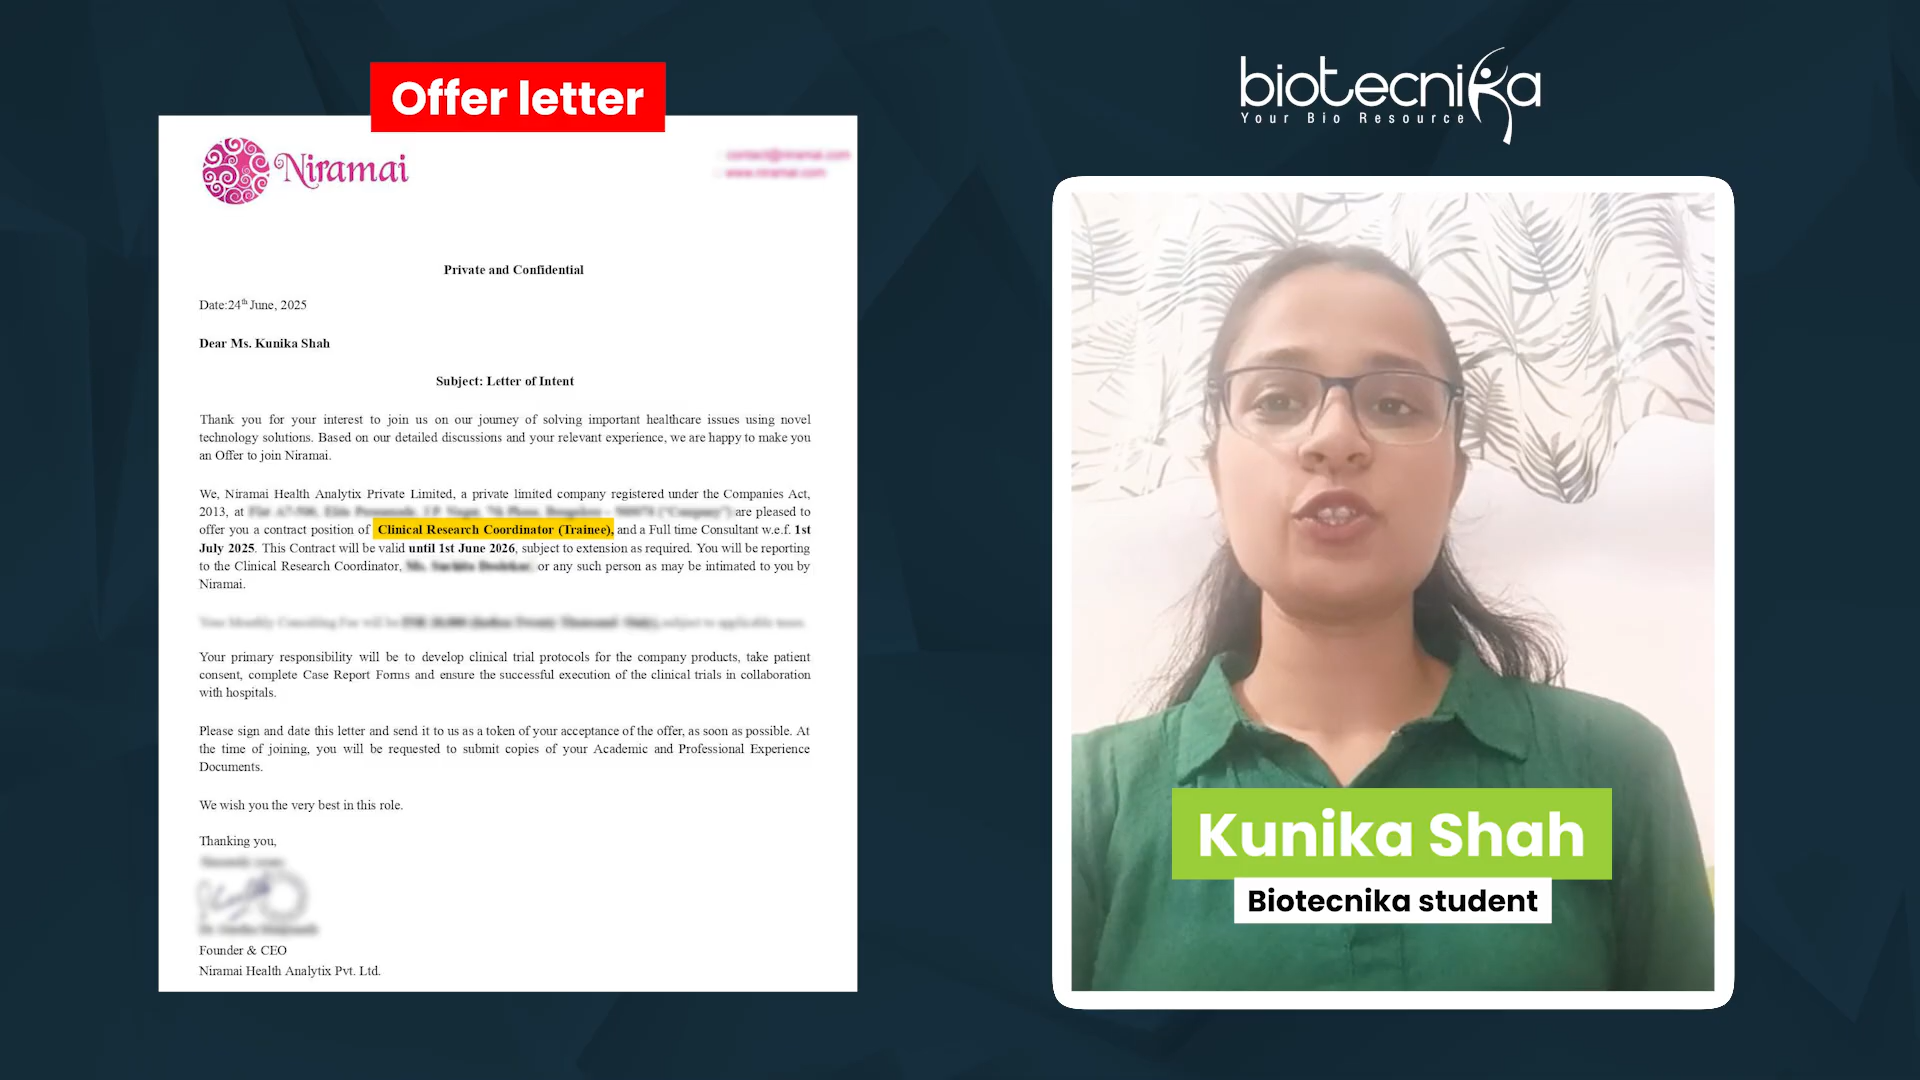 Offer letter
Niramai
contact@niramai.com
www.niramai.com
Private and Confidential
Date:24th June, 2025
Dear Ms. Kunika Shah
Subject: Letter of Intent
Thank you for your interest to join us on our journey of solving important healthcare issues using novel
technology solutions. Based on our detailed discussions and your relevant experience, we are happy to make you
an Offer to join Niramai.
We, Niramai Health Analytix Private Limited, a private limited company registered under the Companies Act,
2013, at are pleased to
offer you a contract position of Clinical Research Coordinator (Trainee), and a Full time Consultant w.e.f. 1st
July 2025. This Contract will be valid until 1st June 2026, subject to extension as required. You will be reporting
to the Clinical Research Coordinator, or any such person as may be intimated to you by
Niramai.
Your primary responsibility will be to develop clinical trial protocols for the company products, take patient
consent, complete Case Report Forms and ensure the successful execution of the clinical trials in collaboration
with hospitals.
Please sign and date this letter and send it to us as a token of your acceptance of the offer, as soon as possible. At
the time of joining, you will be requested to submit copies of your Academic and Professional Experience
Documents.
We wish you the very best in this role.
Thanking you,
Founder & CEO
Niramai Health Analytix Pvt. Ltd.
biotecnika
Your Bio Resource
Kunika Shah
Biotecnika student